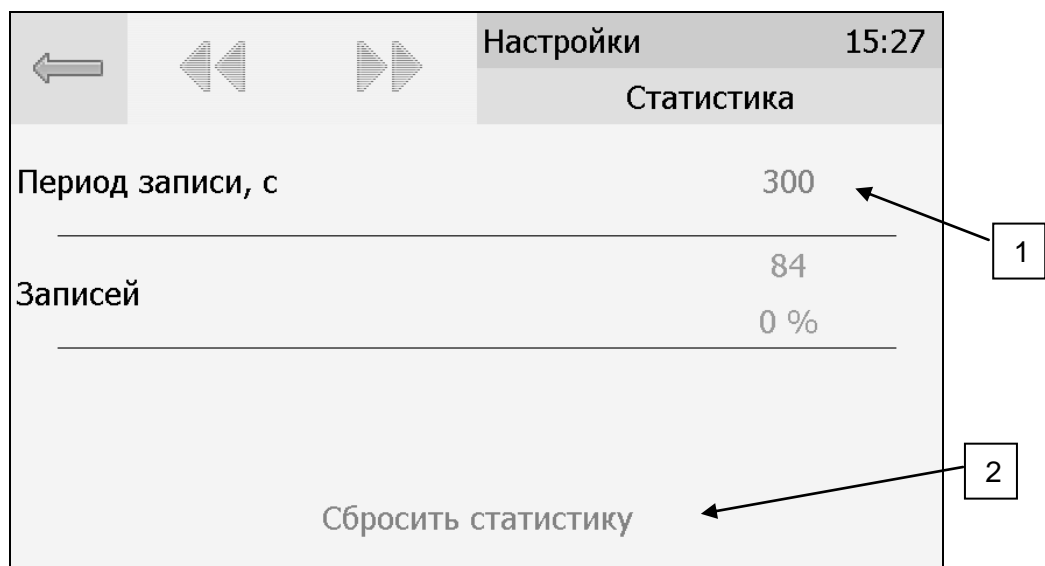 Настройки 15:27
Статистика
Период записи, с 300
1
84
Записей
0 %
2
Сбросить статистику